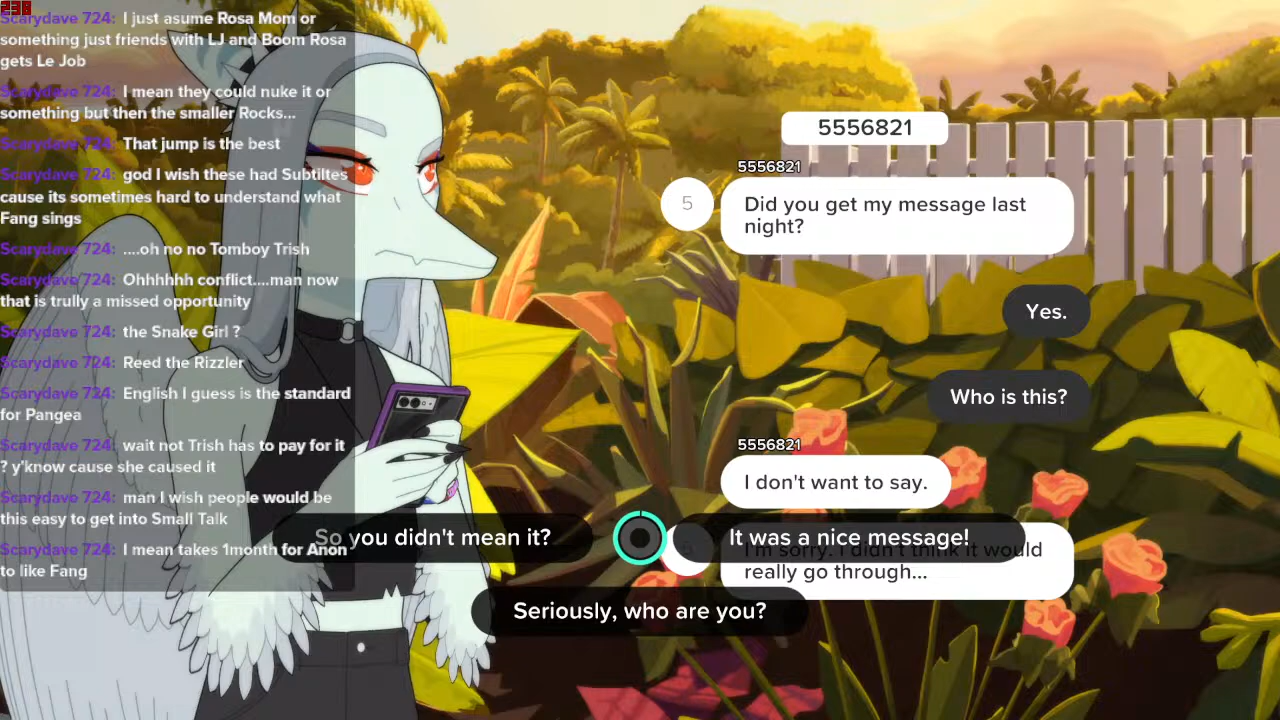 238
Scarydave 724: I just asume Rosa Mom or
something just friends with LJ and Boom Rosa
gets Le Job
Scarydave 724: I mean they could nuke it or
something but then the smaller Rocks...
Scarydave 724: That jump is the best
Scarydave 724: god I wish these had Subtiltes
cause its sometimes hard to understand what
Fang sings
Scarydave 724: ....oh no no Tomboy Trish
Scarydave 724: Ohhhhhh conflict....man now
that is trully a missed opportunity
Scarydave 724: the Snake Girl ?
Scarydave 724: Reed the Rizzler
Scarydave 724: English I guess is the standard
for Pangea
Scarydave 724: wait not Trish has to pay for it
? y'know cause she caused it
Scarydave 724: man I wish people would be
this easy to get into Small Talk
Scarydave 724: I mean takes 1month for Anon
to like Fang
5556821
5556821
5
Did you get my message last
night?
Yes.
Who is this?
5556821
I don't want to say.
So you didn't mean it?
It was a nice message!
5
I'm sorry. I didn't think it would
really go through...
Seriously, who are you?